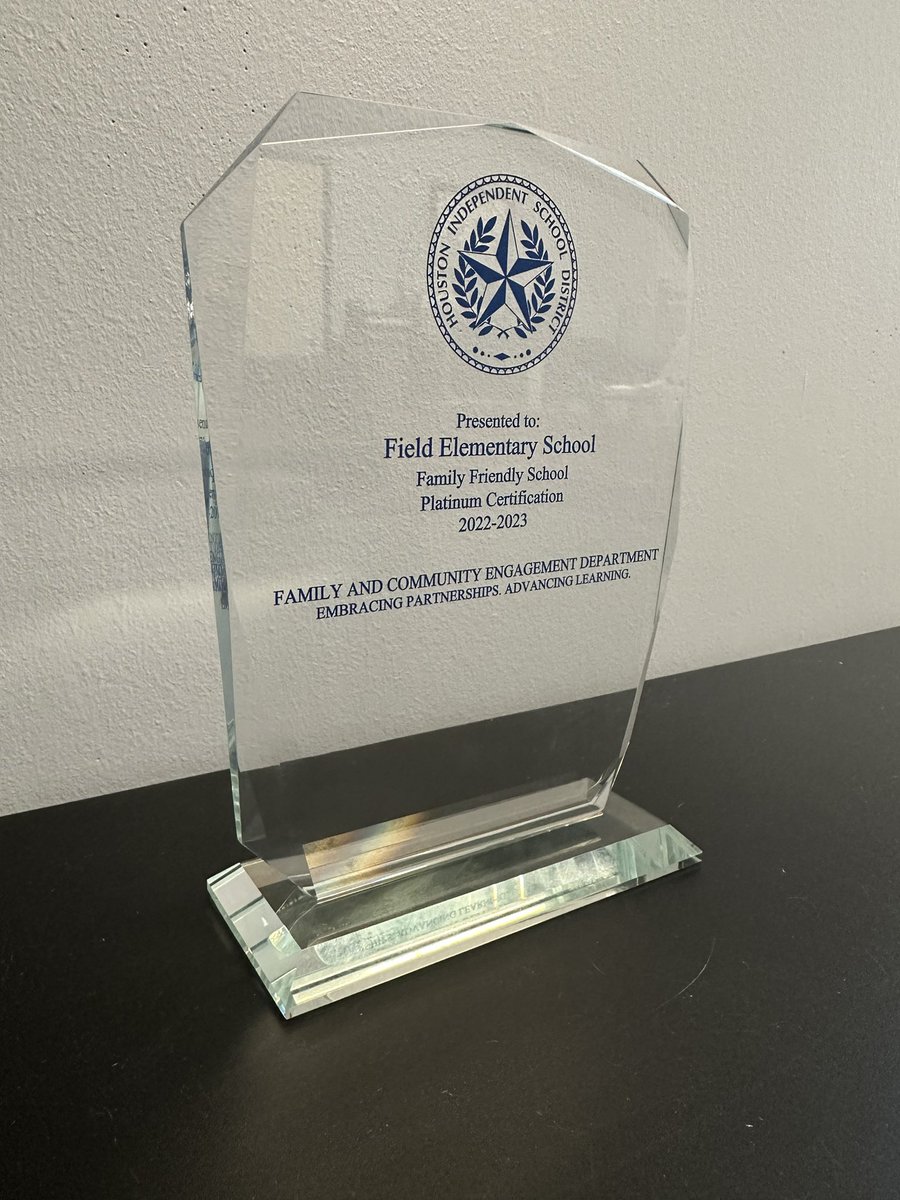 HOUSTON INDEPENDENT SCHOOL DISTRICT
Presented to:
Field Elementary School
Family Friendly School
Platinum Certification
2022-2023
FAMILY AND COMMUNITY ENGAGEMENT DEPARTMENT
EMBRACING PARTNERSHIPS. ADVANCING LEARNING.